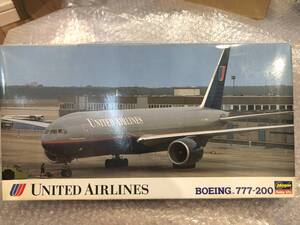 UNITED AIRLINES
UNITED AIRLINES
BOEING 777-200
Hasegawa